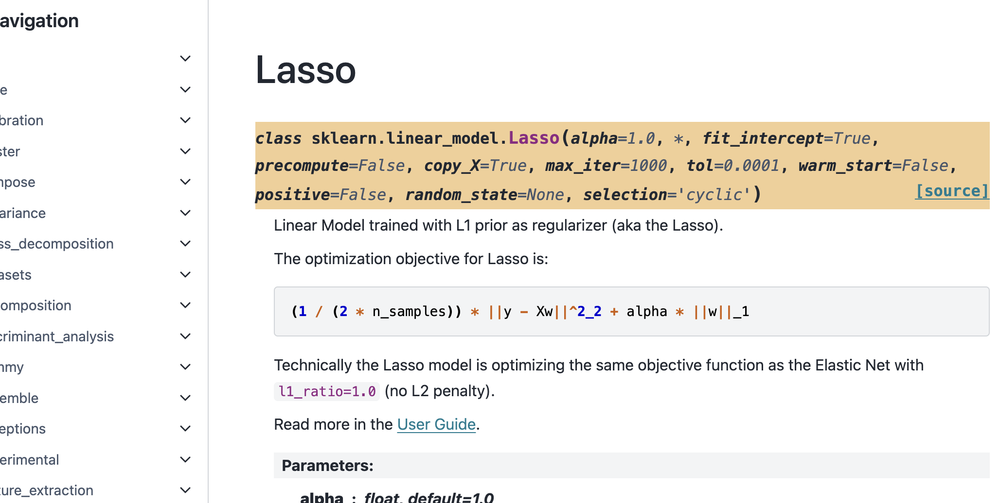 avigation
e
bration
ster
mpose
ariance
ss_decomposition
asets
omposition
criminant_analysis
mmy
emble
eptions
erimental
ture_extraction
Lasso
class sklearn.linear_model.Lasso(alpha=1.0, *, fit_intercept=True,
precompute=False, copy_X=True, max_iter=1000, tol=0.0001, warm_start=False,
positive=False, random_state=None, selection='cyclic') [source]
Linear Model trained with L1 prior as regularizer (aka the Lasso).
The optimization objective for Lasso is:
(1 / (2 * n_samples)) * ||y - Xw||^2_2 + alpha * ||w||_1
Technically the Lasso model is optimizing the same objective function as the Elastic Net with
l1_ratio=1.0 (no L2 penalty).
Read more in the User Guide.
Parameters:
alpha : float, default=1.0